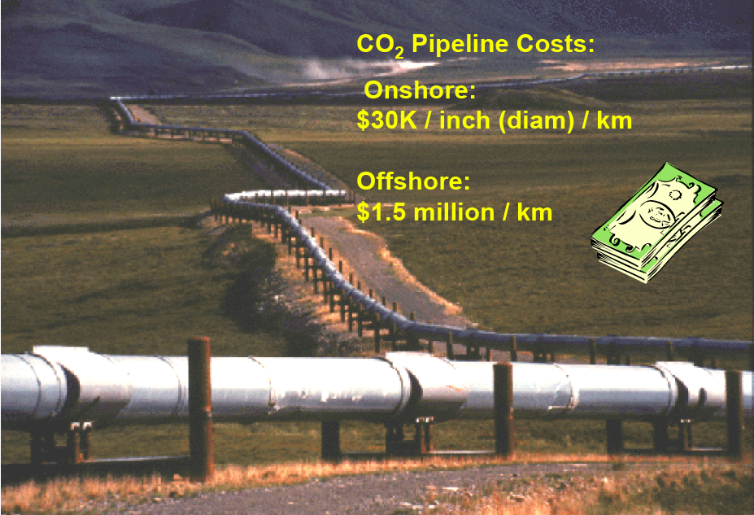 CO₂ Pipeline Costs:
Onshore:
$30K / inch (diam) / km
Offshore:
$1.5 million / km